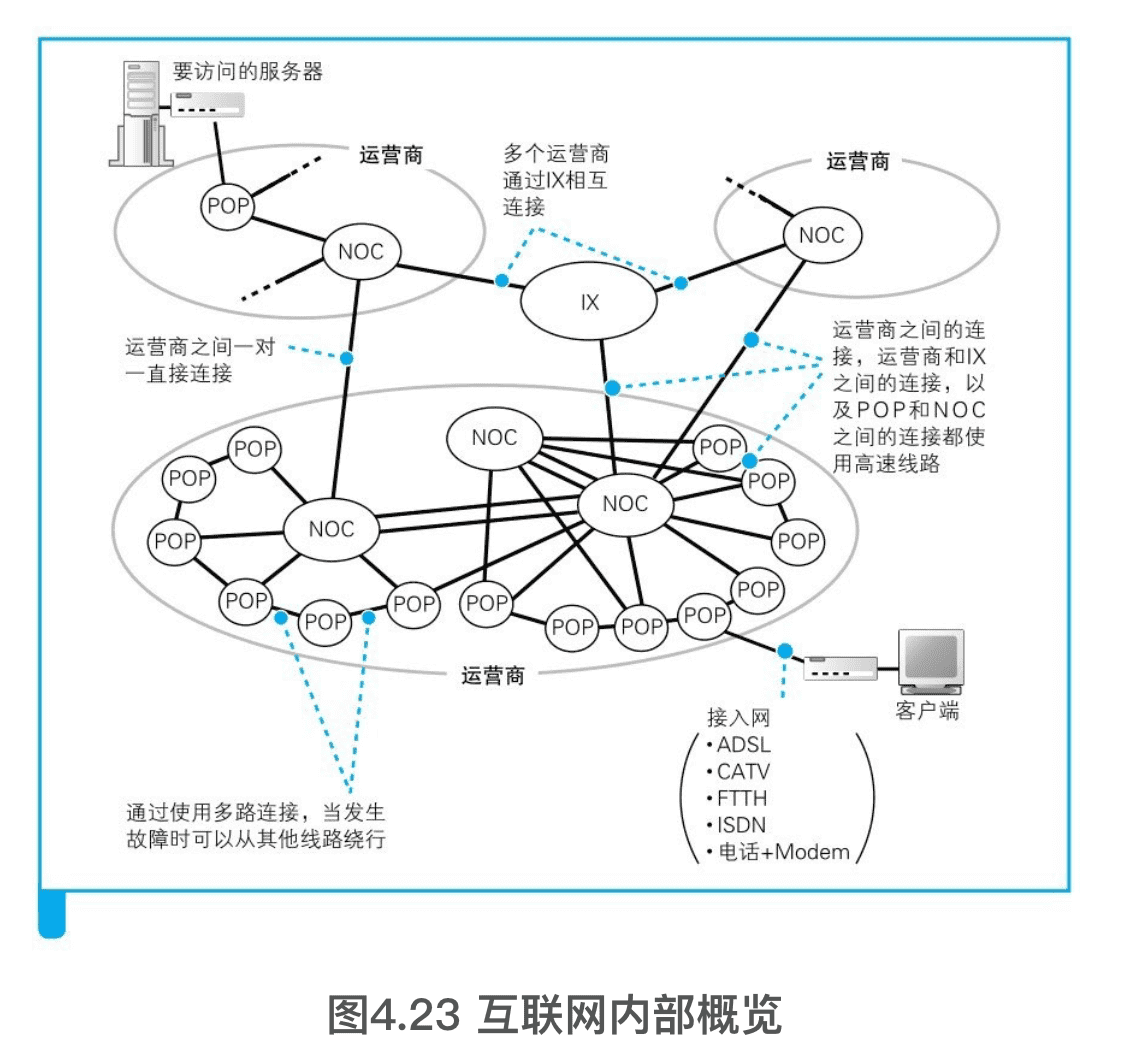 要访问的服务器
运营商
多个运营商
通过IX相互
连接
运营商
POP
NOC
NOC
IX
运营商之间一对
一直接连接
运营商之间的连
接，运营商和IX
之间的连接，以
及POP和NOC
之间的连接都使
用高速线路
POP
NOC
POP
POP
POP
NOC
NOC
POP
POP
POP
POP
POP
POP
POP
POP
POP
POP
POP
运营商
客户端
接入网
•ADSL
•CATV
•FTTH
•ISDN
•电话+Modem
通过使用多路连接，当发生
故障时可以从其他线路绕行
图4.23 互联网内部概览